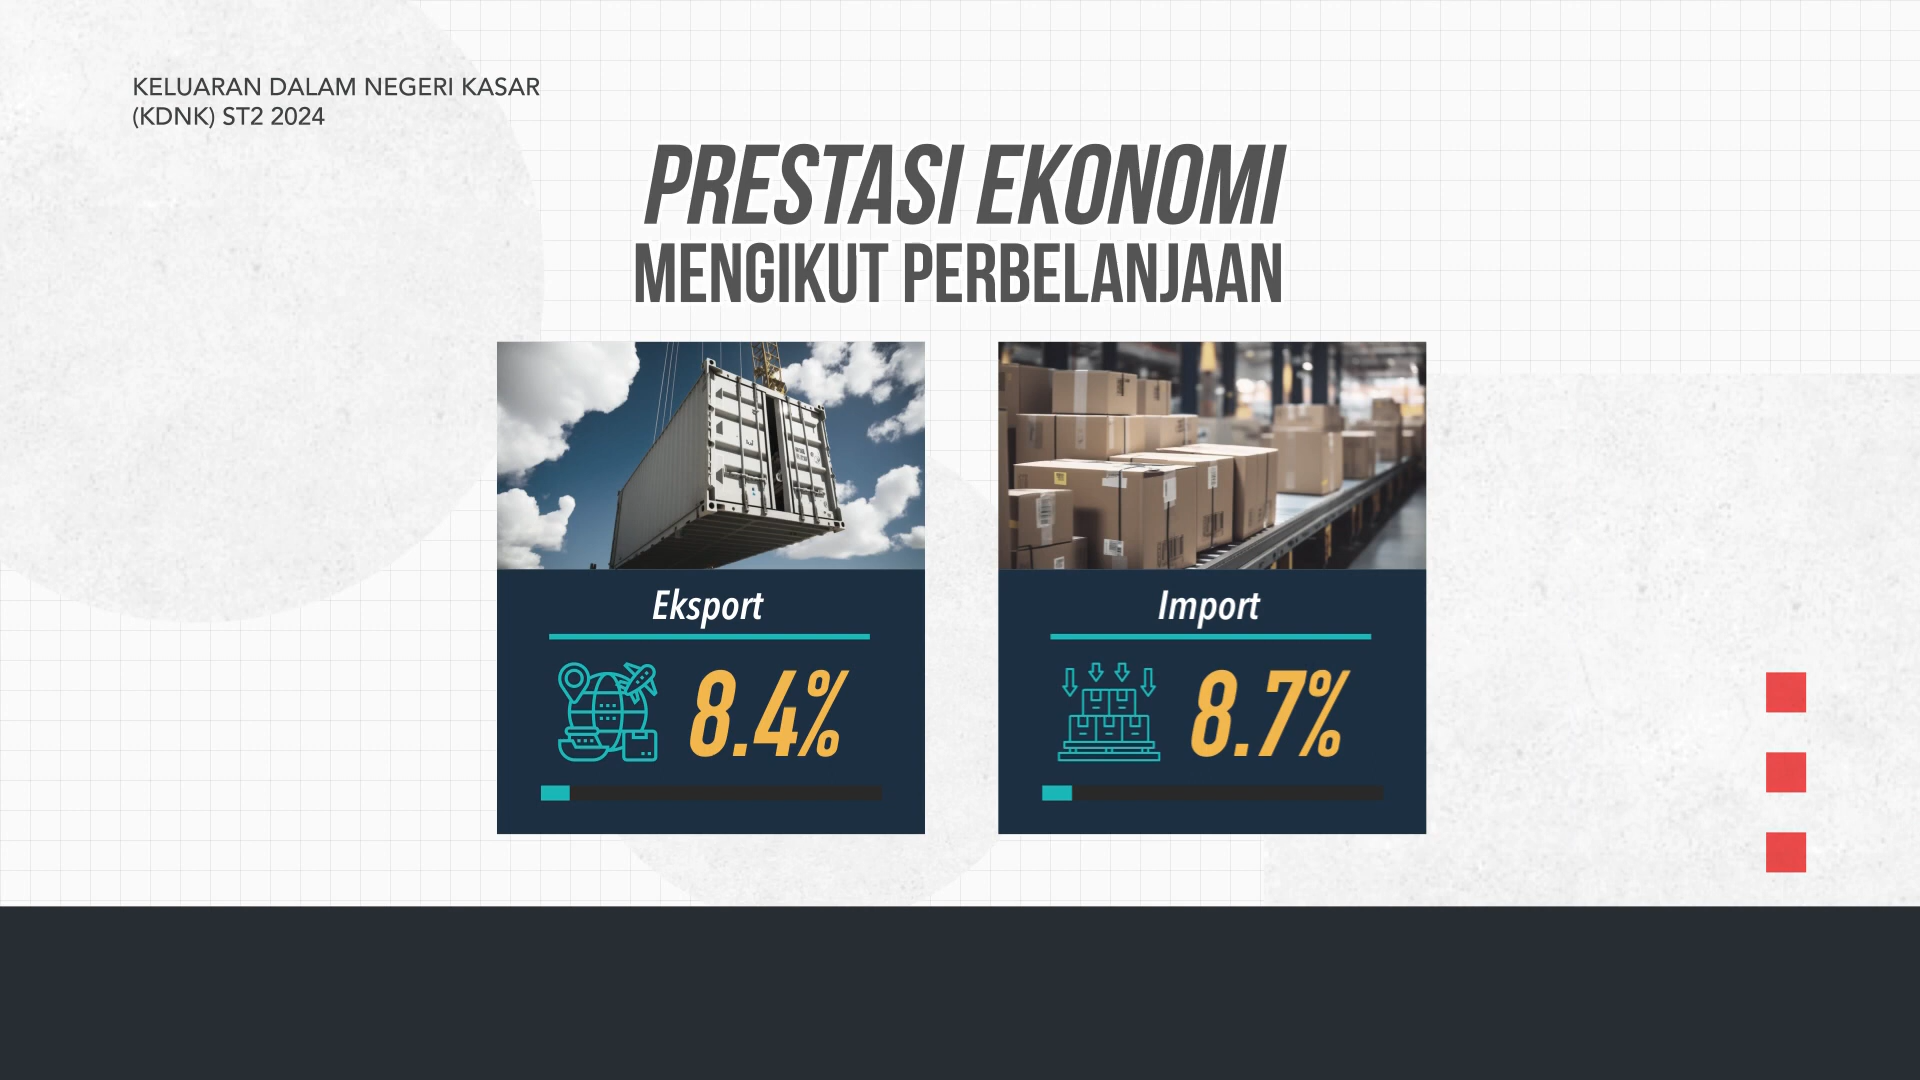 KELUARAN DALAM NEGERI KASAR
(KDNK) ST2 2024
PRESTASI EKONOMI
MENGIKUT PERBELANJAAN
Eksport
8.4%
Import
8.7%